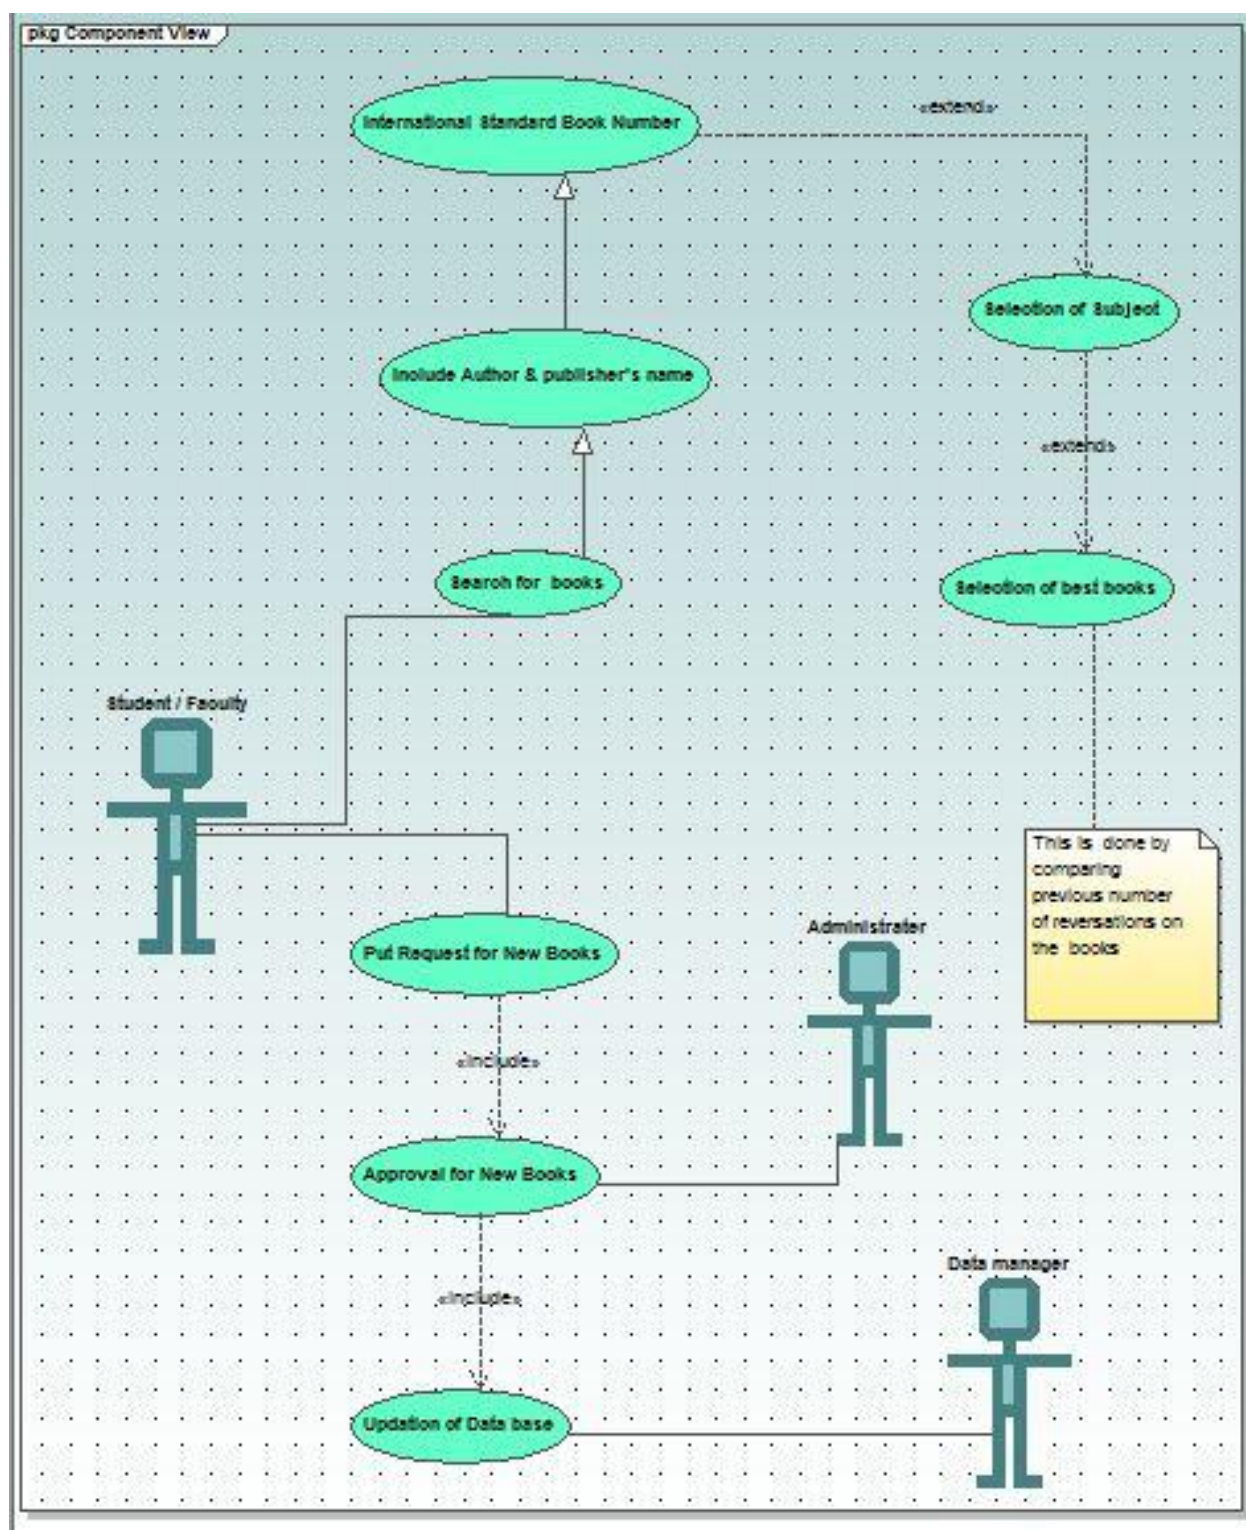 pkg Component View
International Standard Book Number
«extend»
Selection of Subject
Include Author & publisher's name
«extend»
Search for books
Selection of best books
Student / Faculty
This is done by
comparing
previous number
of reversations on
the books
Administrater
Put Request for New Books
«include»
Approval for New Books
Data manager
«include»
Updation of Data base